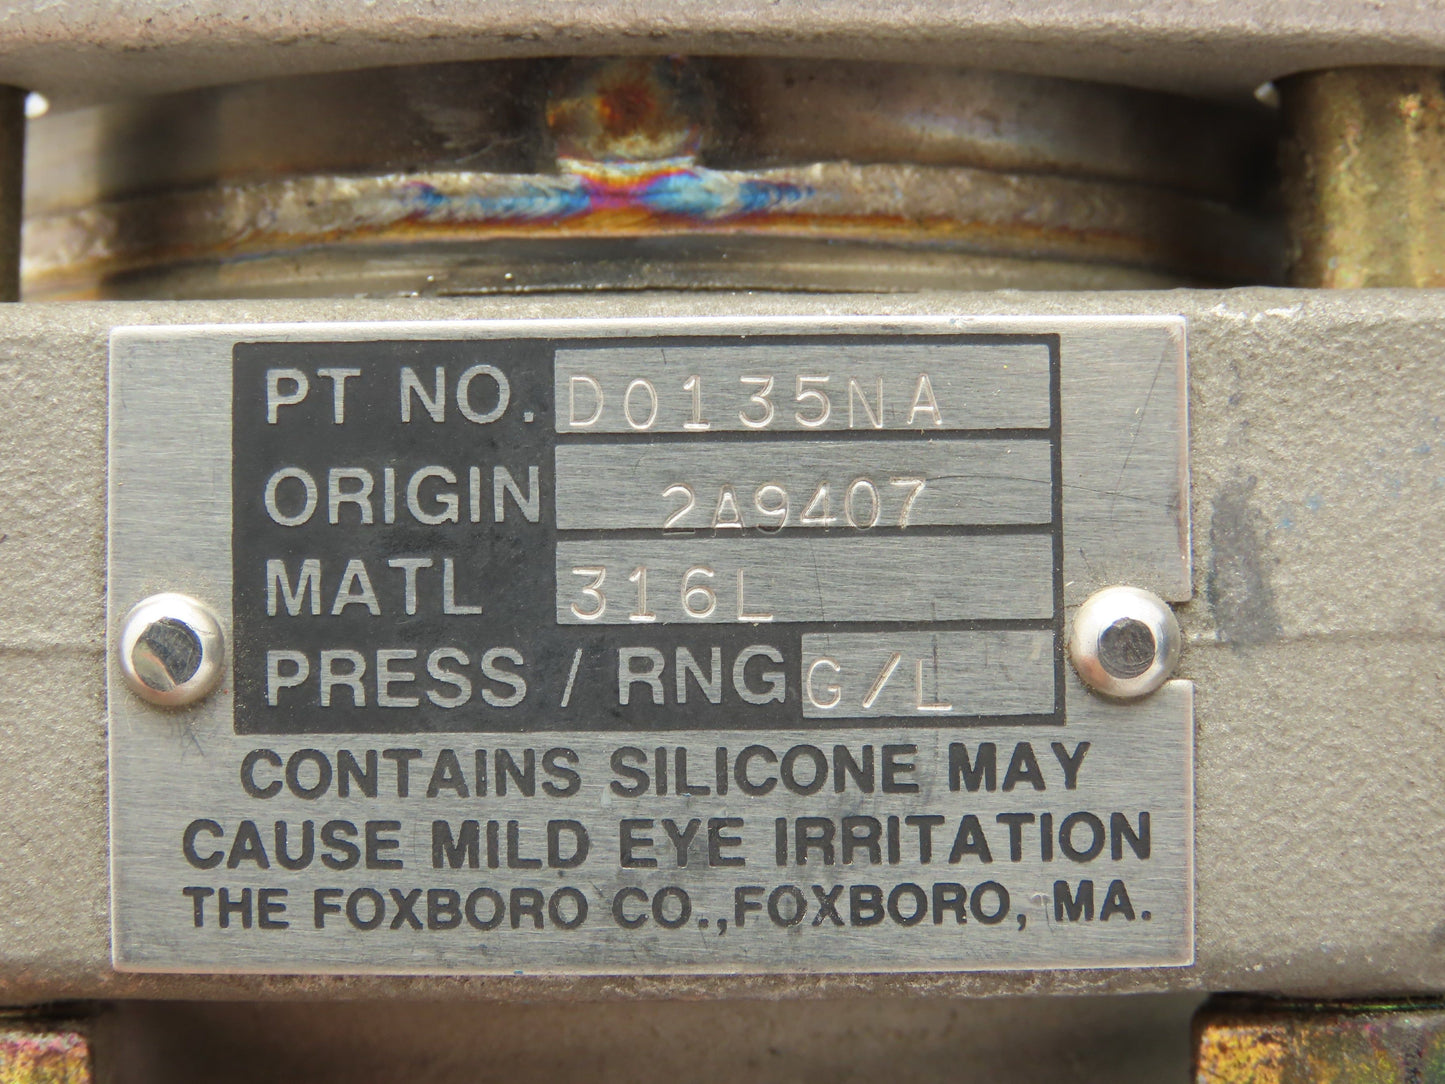 PT NO. D0135NA
ORIGIN 2A9407
MATL 316L
PRESS / RNG G/L
CONTAINS SILICONE MAY
CAUSE MILD EYE IRRITATION
THE FOXBORO CO., FOXBORO, MA.